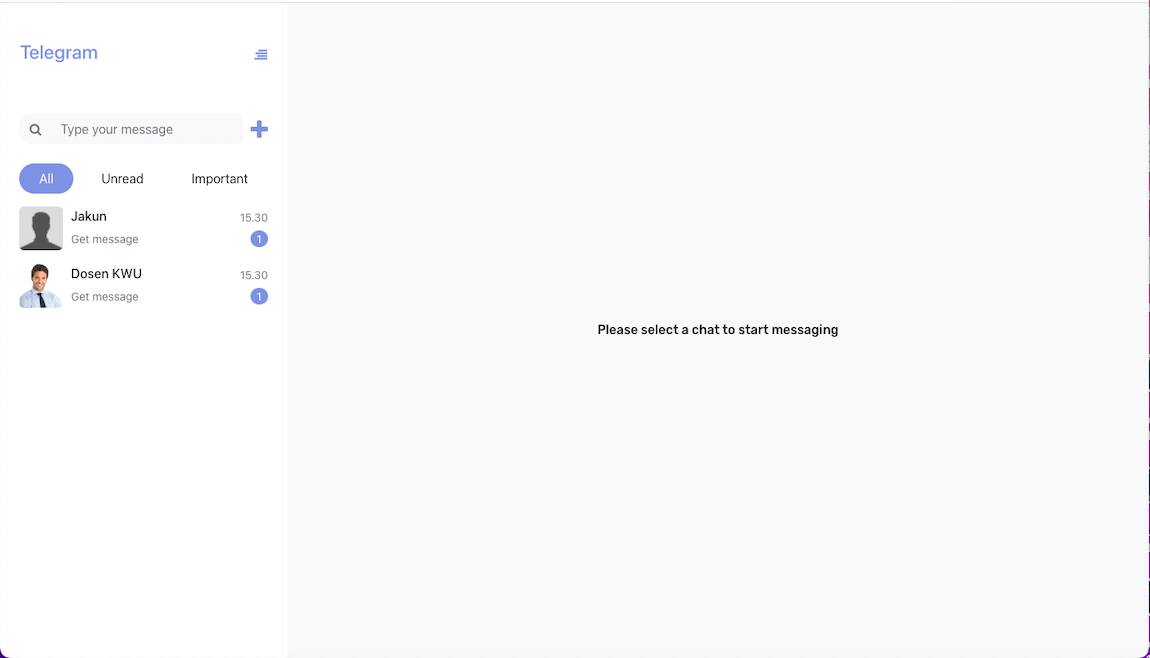 Telegram
Type your message
All Unread Important
Jakun 15.30
Get message 1
Dosen KWU 15.30
Get message 1
Please select a chat to start messaging